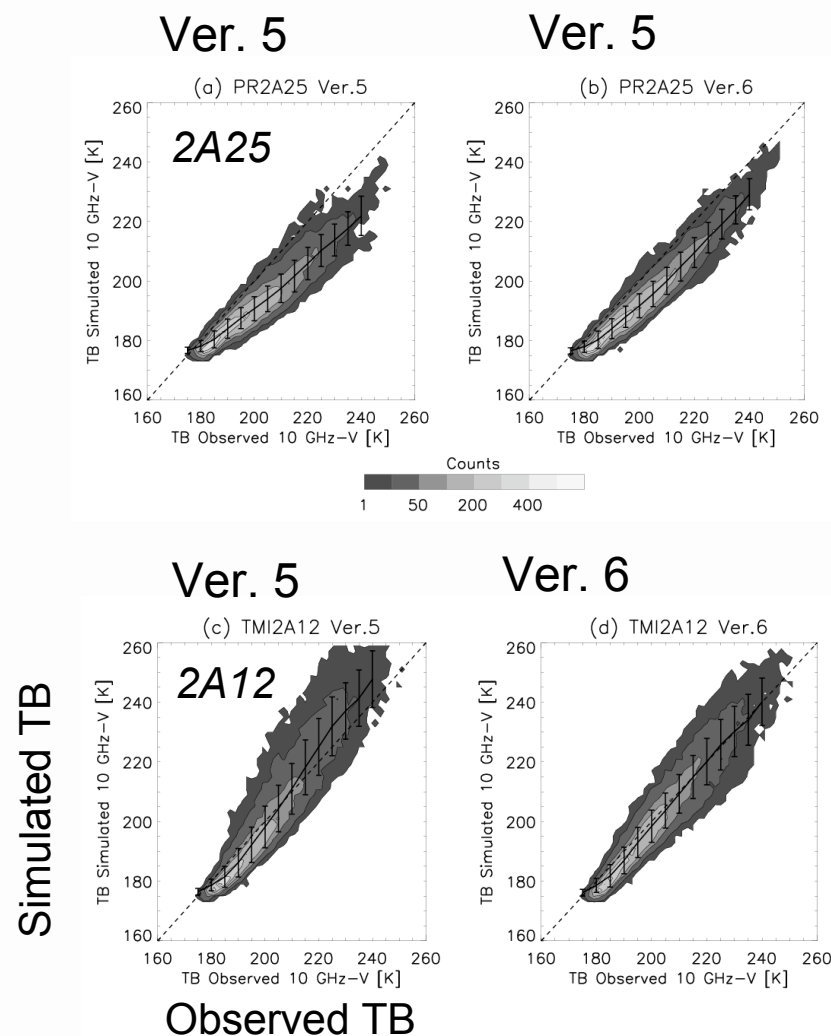 Ver. 5 Ver. 5
(a) PR2A25 Ver.5 (b) PR2A25 Ver.6
2A25
TB Simulated 10 GHz-V [K]
260
240
220
200
180
160
160 180 200 220 240 260
TB Observed 10 GHz-V [K]
TB Simulated 10 GHz-V [K]
260
240
220
200
180
160
160 180 200 220 240 260
TB Observed 10 GHz-V [K]
Counts
1 50 200 400
Ver. 5 Ver. 6
(c) TMI2A12 Ver.5 (d) TMI2A12 Ver.6
2A12
Simulated TB
TB Simulated 10 GHz-V [K]
260
240
220
200
180
160
160 180 200 220 240 260
TB Observed 10 GHz-V [K]
TB Simulated 10 GHz-V [K]
260
240
220
200
180
160
160 180 200 220 240 260
TB Observed 10 GHz-V [K]
Observed TB